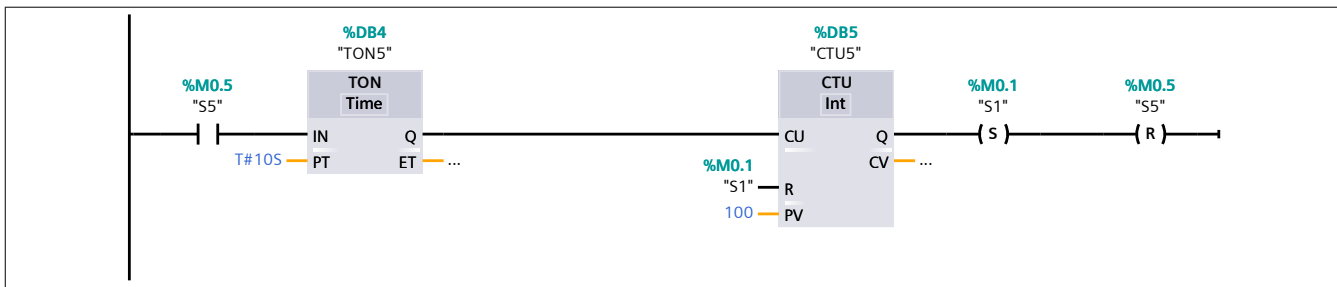 %DB4
"TON5"
%DB5
"CTU5"
%M0.5
"S5"
TON
Time
CTU
Int
%M0.1
"S1"
%M0.5
"S5"
IN
Q
CU
Q
S
R
T#10S
PT
ET
...
CV
...
%M0.1
"S1"
R
100
PV